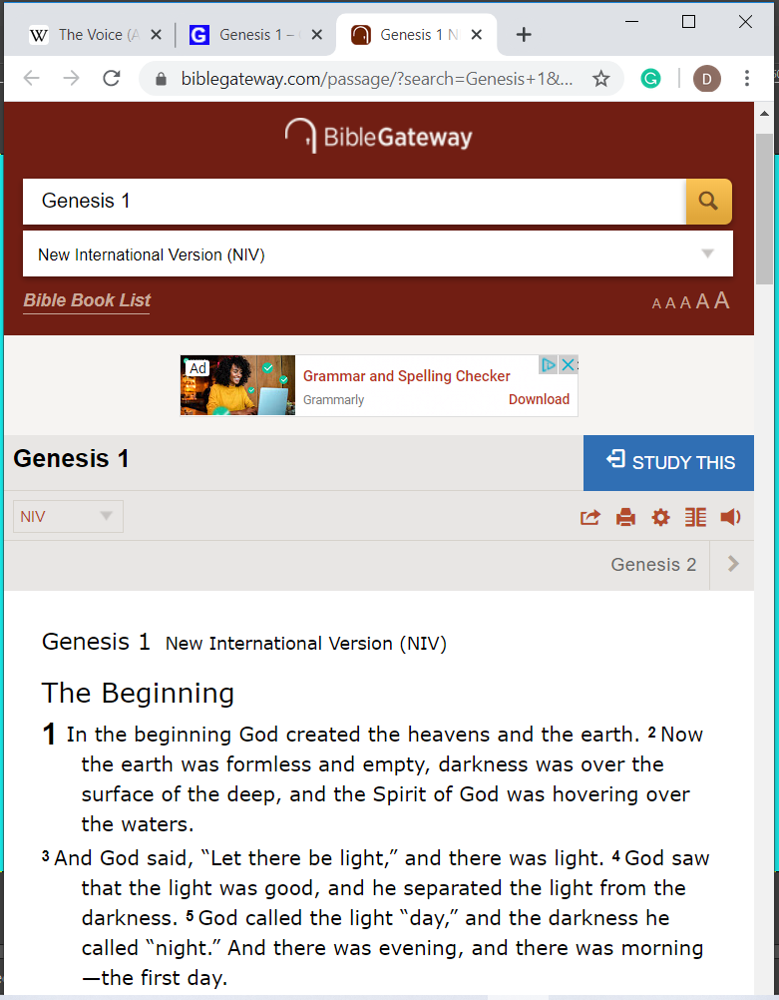 W The Voice (A
G Genesis 1 –
Genesis 1 N
biblegateway.com/passage/?search=Genesis+1&...
D
BibleGateway
Genesis 1
New International Version (NIV)
Bible Book List
A A A A A
Ad
Grammar and Spelling Checker
Grammarly
Download
Genesis 1
STUDY THIS
NIV
Genesis 2
Genesis 1 New International Version (NIV)
The Beginning
1 In the beginning God created the heavens and the earth. 2 Now
the earth was formless and empty, darkness was over the
surface of the deep, and the Spirit of God was hovering over
the waters.
3 And God said, “Let there be light,” and there was light. 4 God saw
that the light was good, and he separated the light from the
darkness. 5 God called the light “day,” and the darkness he
called “night.” And there was evening, and there was morning
—the first day.